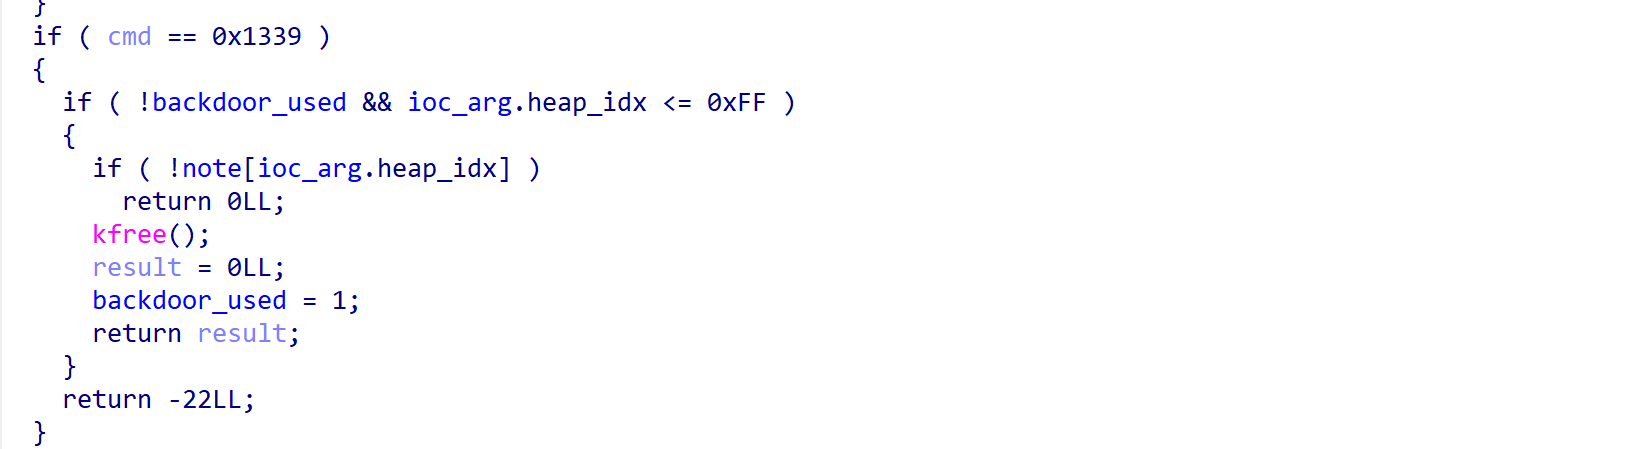 }
if ( cmd == 0x1339 )
{
if ( !backdoor_used && ioc_arg.heap_idx <= 0xFF )
{
if ( !note[ioc_arg.heap_idx] )
return 0LL;
kfree();
result = 0LL;
backdoor_used = 1;
return result;
}
return -22LL;
}